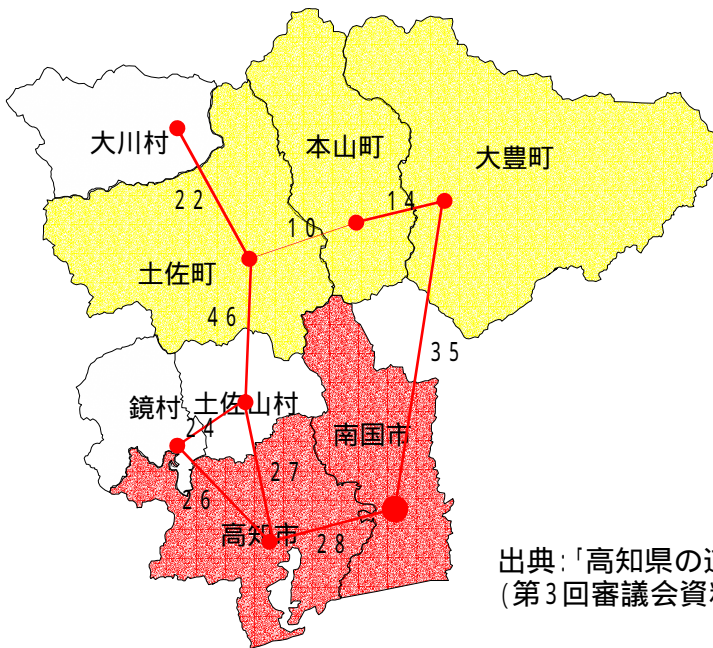 大川村
本山町
大豊町
22
14
10
土佐町
46
35
鏡村
土佐山村
24
南国市
27
26
高知市
28
出典:「高知県の
(第3回審議会資